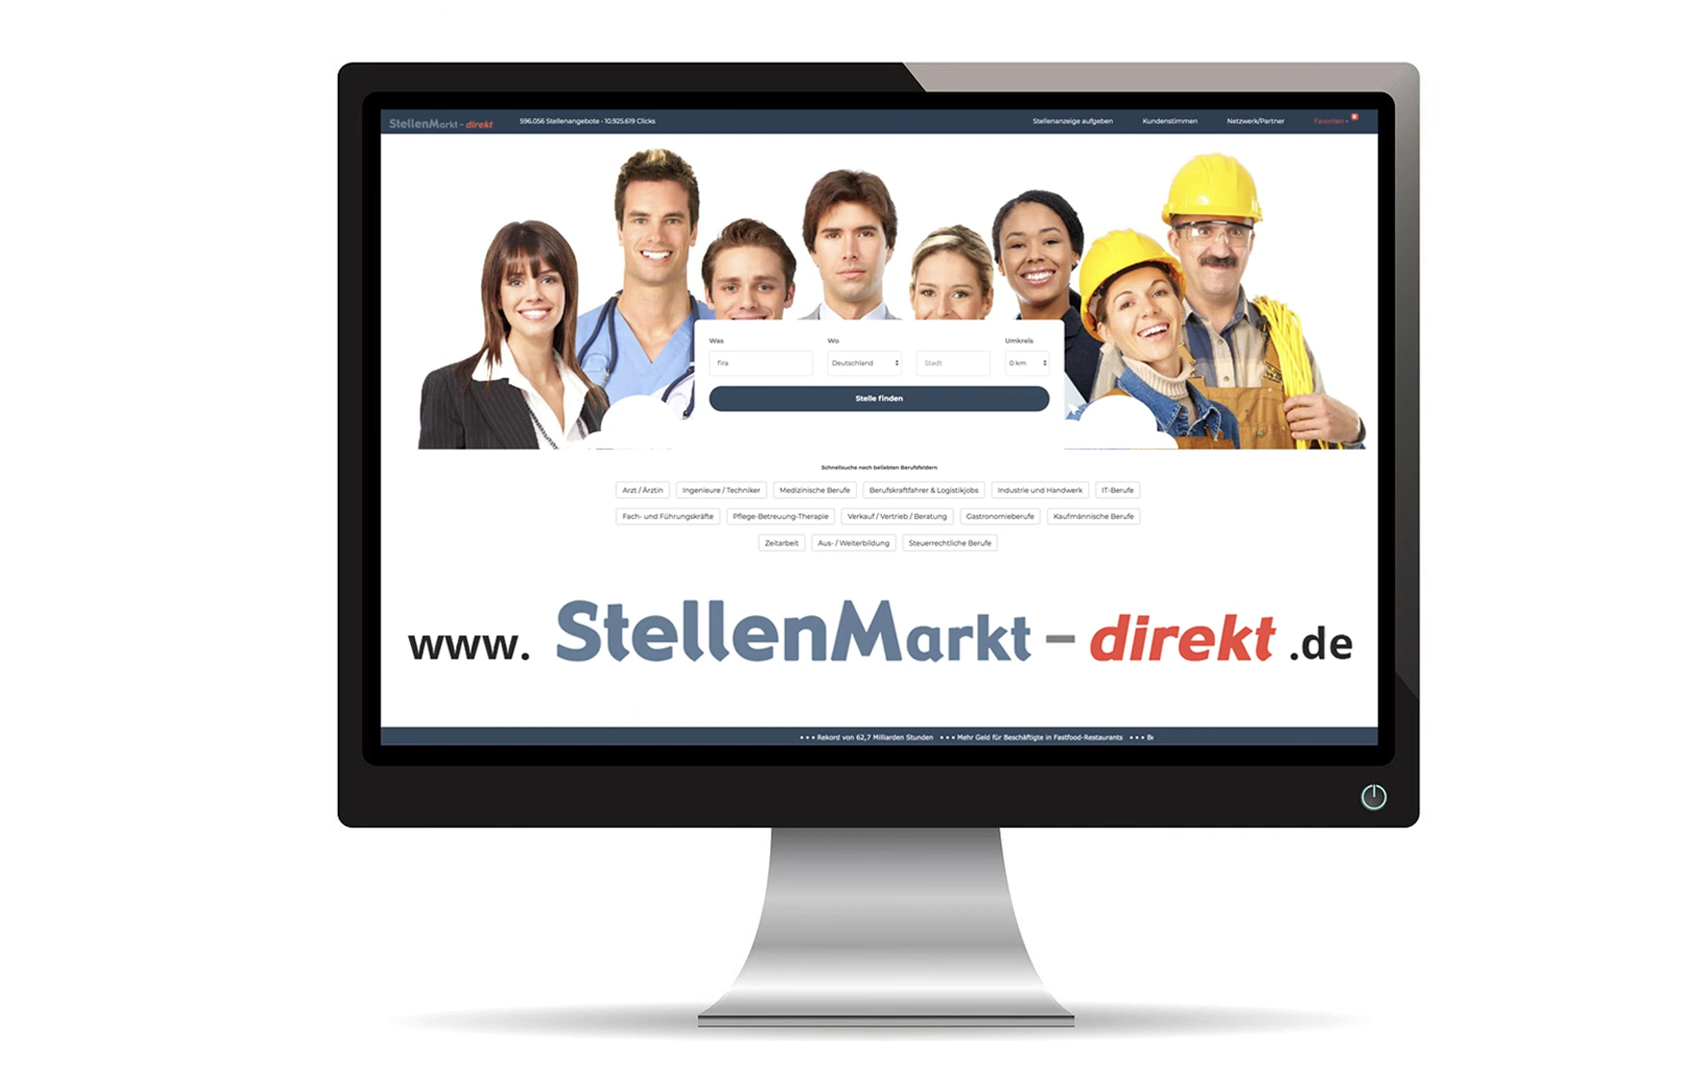 StellenMarkt - direkt 596.056 Stellenangebote - 10.925.619 Clicks Stellenanzeige aufgeben Kundenstimmen Netzwerk/Partner Favoriten
Was Wo Umkreis
fira Deutschland Stadt 0 km
Stelle finden
Schnellsuche nach beliebten Berufsfeldern
Arzt / Ärztin Ingenieure / Techniker Medizinische Berufe Berufskraftfahrer & Logistikjobs Industrie und Handwerk IT-Berufe
Fach- und Führungskräfte Pflege-Betreuung-Therapie Verkauf / Vertrieb / Beratung Gastronomieberufe Kaufmännische Berufe
Zeitarbeit Aus- / Weiterbildung Steuerrechtliche Berufe
www. StellenMarkt - direkt .de
• • • Rekord von 62,7 Milliarden Stunden • • • Mehr Geld für Beschäftigte in Fastfood-Restaurants • • •